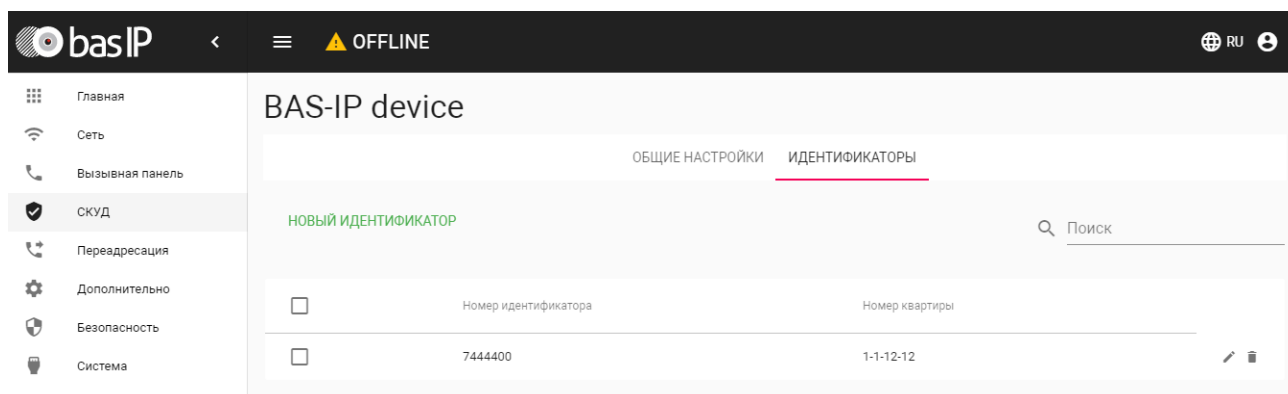 bas IP
OFFLINE
RU
Главная
Сеть
Вызывная панель
СКУД
Переадресация
Дополнительно
Безопасность
Система
BAS-IP device
ОБЩИЕ НАСТРОЙКИ ИДЕНТИФИКАТОРЫ
НОВЫЙ ИДЕНТИФИКАТОР
Поиск
Номер идентификатора Номер квартиры
7444400 1-1-12-12